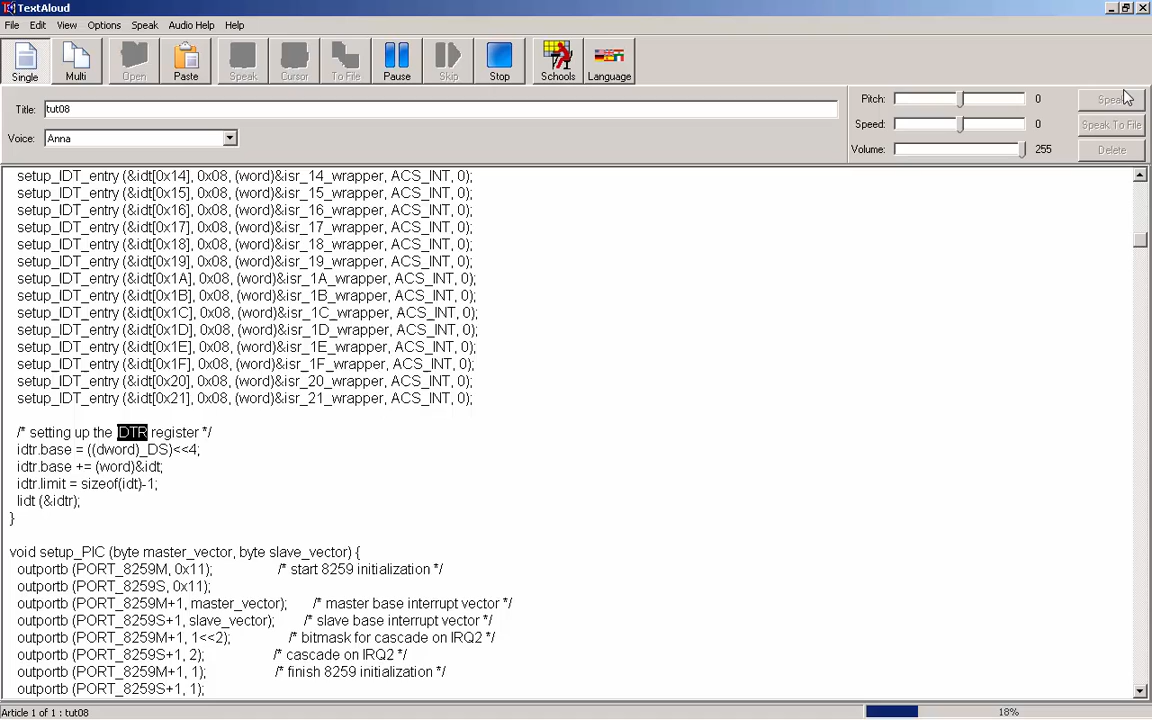 TextAloud
File Edit View Options Speak Audio Help Help
Single Multi Open Paste Speak Cursor To File Pause Skip Stop Schools Language
Title: tut08
Voice: Anna
Pitch: 0 Speak
Speed: 0 Speak To File
Volume: 255 Delete
setup_IDT_entry (&idt[0x14], 0x08, (word)&isr_14_wrapper, ACS_INT, 0);
setup_IDT_entry (&idt[0x15], 0x08, (word)&isr_15_wrapper, ACS_INT, 0);
setup_IDT_entry (&idt[0x16], 0x08, (word)&isr_16_wrapper, ACS_INT, 0);
setup_IDT_entry (&idt[0x17], 0x08, (word)&isr_17_wrapper, ACS_INT, 0);
setup_IDT_entry (&idt[0x18], 0x08, (word)&isr_18_wrapper, ACS_INT, 0);
setup_IDT_entry (&idt[0x19], 0x08, (word)&isr_19_wrapper, ACS_INT, 0);
setup_IDT_entry (&idt[0x1A], 0x08, (word)&isr_1A_wrapper, ACS_INT, 0);
setup_IDT_entry (&idt[0x1B], 0x08, (word)&isr_1B_wrapper, ACS_INT, 0);
setup_IDT_entry (&idt[0x1C], 0x08, (word)&isr_1C_wrapper, ACS_INT, 0);
setup_IDT_entry (&idt[0x1D], 0x08, (word)&isr_1D_wrapper, ACS_INT, 0);
setup_IDT_entry (&idt[0x1E], 0x08, (word)&isr_1E_wrapper, ACS_INT, 0);
setup_IDT_entry (&idt[0x1F], 0x08, (word)&isr_1F_wrapper, ACS_INT, 0);
setup_IDT_entry (&idt[0x20], 0x08, (word)&isr_20_wrapper, ACS_INT, 0);
setup_IDT_entry (&idt[0x21], 0x08, (word)&isr_21_wrapper, ACS_INT, 0);
/* setting up the IDTR register */
idtr.base = ((dword)_DS)<<4;
idtr.base += (word)&idt;
idtr.limit = sizeof(idt)-1;
lidt (&idtr);
}
void setup_PIC (byte master_vector, byte slave_vector) {
outportb (PORT_8259M, 0x11); /* start 8259 initialization */
outportb (PORT_8259S, 0x11);
outportb (PORT_8259M+1, master_vector); /* master base interrupt vector */
outportb (PORT_8259S+1, slave_vector); /* slave base interrupt vector */
outportb (PORT_8259M+1, 1<<2); /* bitmask for cascade on IRQ2 */
outportb (PORT_8259S+1, 2); /* cascade on IRQ2 */
outportb (PORT_8259M+1, 1); /* finish 8259 initialization */
outportb (PORT_8259S+1, 1);
Article 1 of 1 : tut08 18%